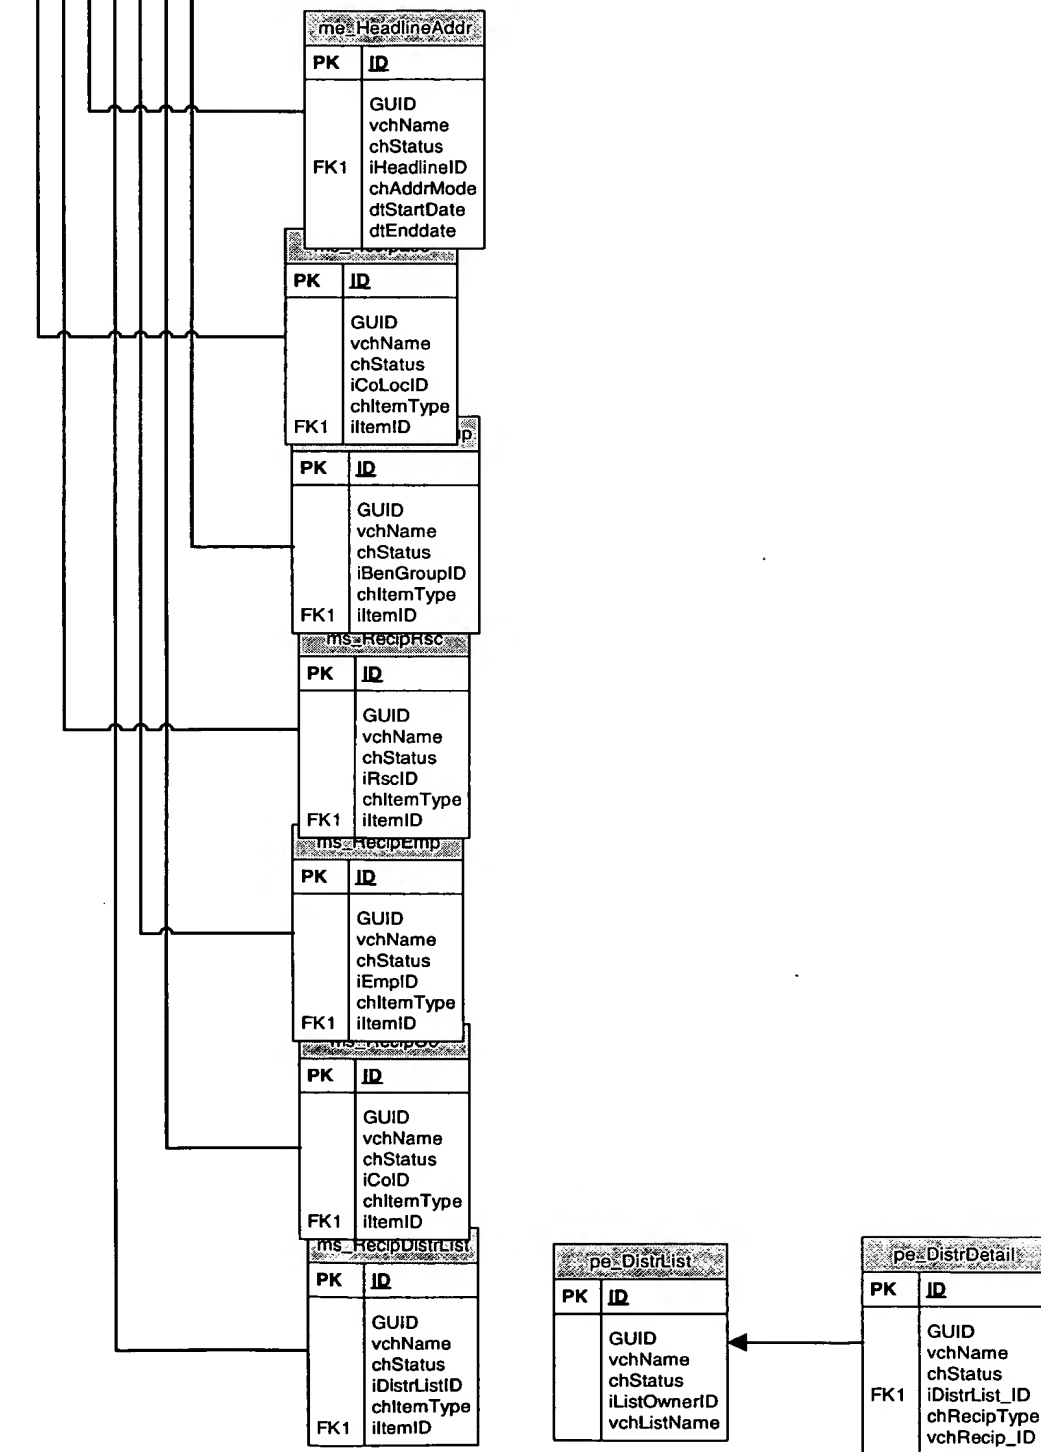 me_HeadlineAddr
PK ID
GUID
vchName
chStatus
FK1 iHeadlineID
chAddrMode
dtStartDate
dtEnddate
PK ID
GUID
vchName
chStatus
iCoLocID
chItemType
FK1 iItemID
PK ID
GUID
vchName
chStatus
iBenGroupID
chItemType
FK1 iItemID
ms_RecipRsc
PK ID
GUID
vchName
chStatus
iRscID
chItemType
FK1 iItemID
ms_RecipEmp
PK ID
GUID
vchName
chStatus
iEmpID
chItemType
FK1 iItemID
ms_RecipCo
PK ID
GUID
vchName
chStatus
iCoID
chItemType
FK1 iItemID
ms_RecipDistrList
PK ID
GUID
vchName
chStatus
iDistrListID
chItemType
FK1 iItemID
pe_DistrList
PK ID
GUID
vchName
chStatus
iListOwnerID
vchListName
pe_DistrDetail
PK ID
GUID
vchName
chStatus
FK1 iDistrList_ID
chRecipType
vchRecip_ID